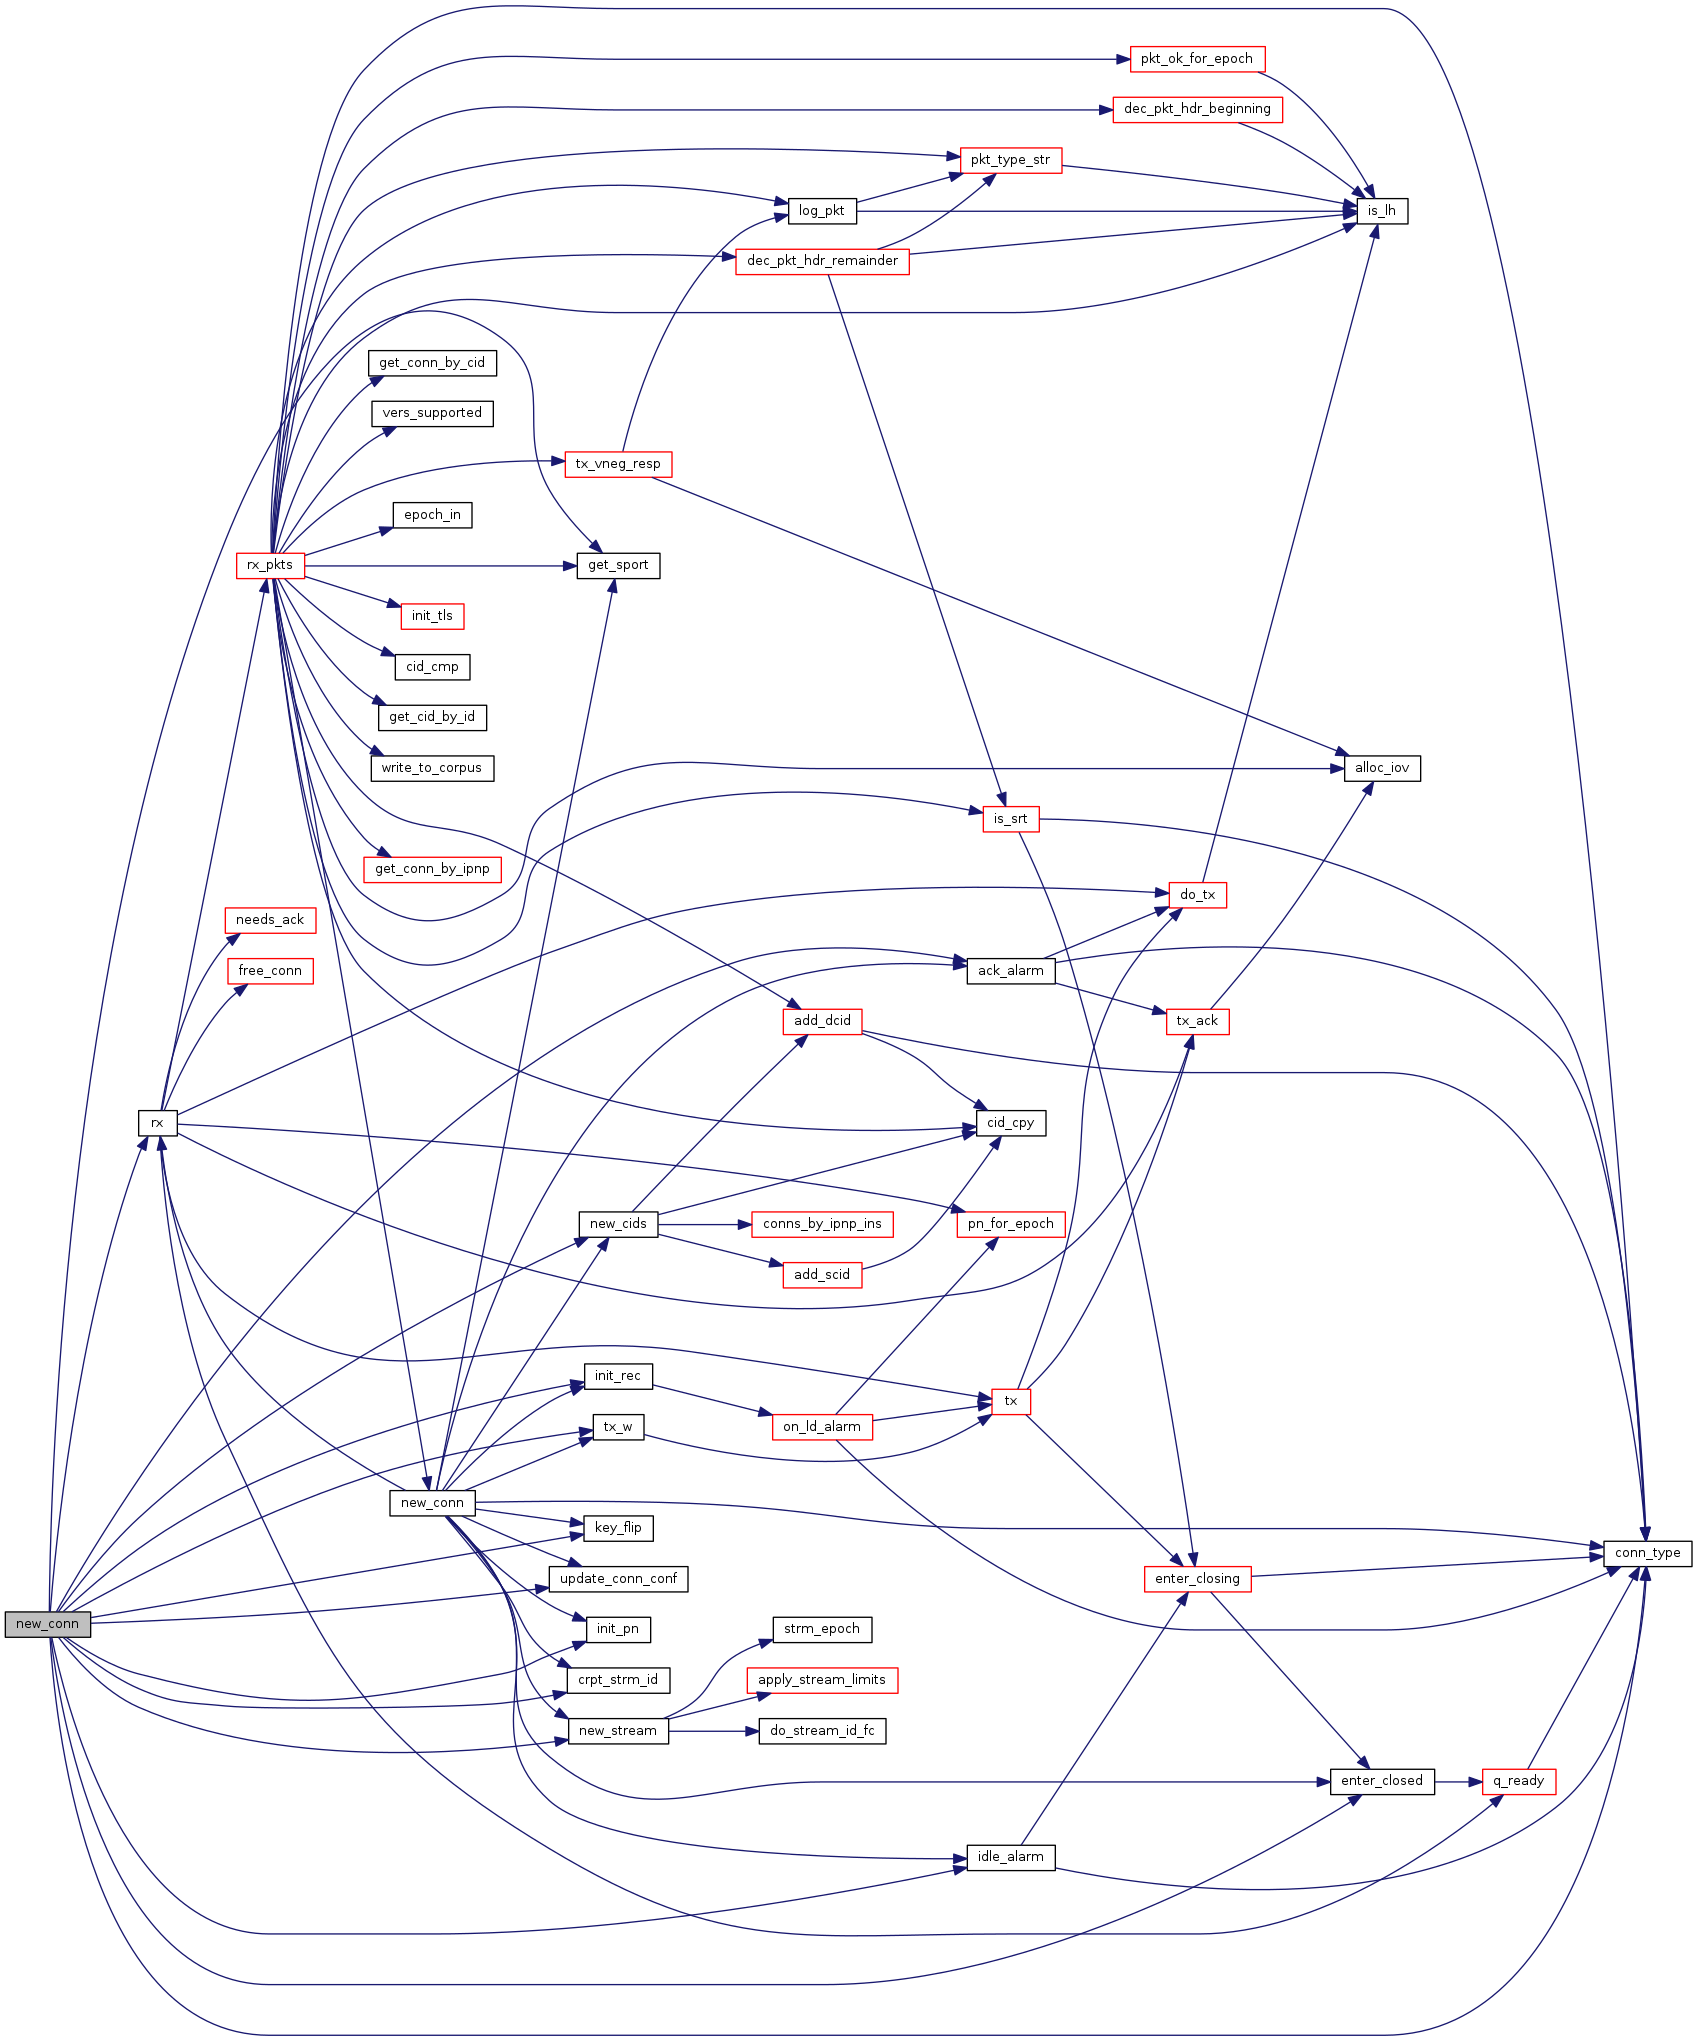 pkt_ok_for_epoch
dec_pkt_hdr_beginning
pkt_type_str
log_pkt
is_lh
dec_pkt_hdr_remainder
get_conn_by_cid
vers_supported
tx_vneg_resp
epoch_in
rx_pkts
get_sport
init_tls
cid_cmp
get_cid_by_id
write_to_corpus
alloc_iov
is_srt
get_conn_by_ipnp
do_tx
needs_ack
free_conn
ack_alarm
add_dcid
tx_ack
rx
cid_cpy
new_cids
conns_by_ipnp_ins
pn_for_epoch
add_scid
init_rec
tx
tx_w
on_ld_alarm
new_conn
key_flip
conn_type
update_conn_conf
enter_closing
new_conn
init_pn
strm_epoch
crpt_strm_id
apply_stream_limits
new_stream
do_stream_id_fc
enter_closed
q_ready
idle_alarm